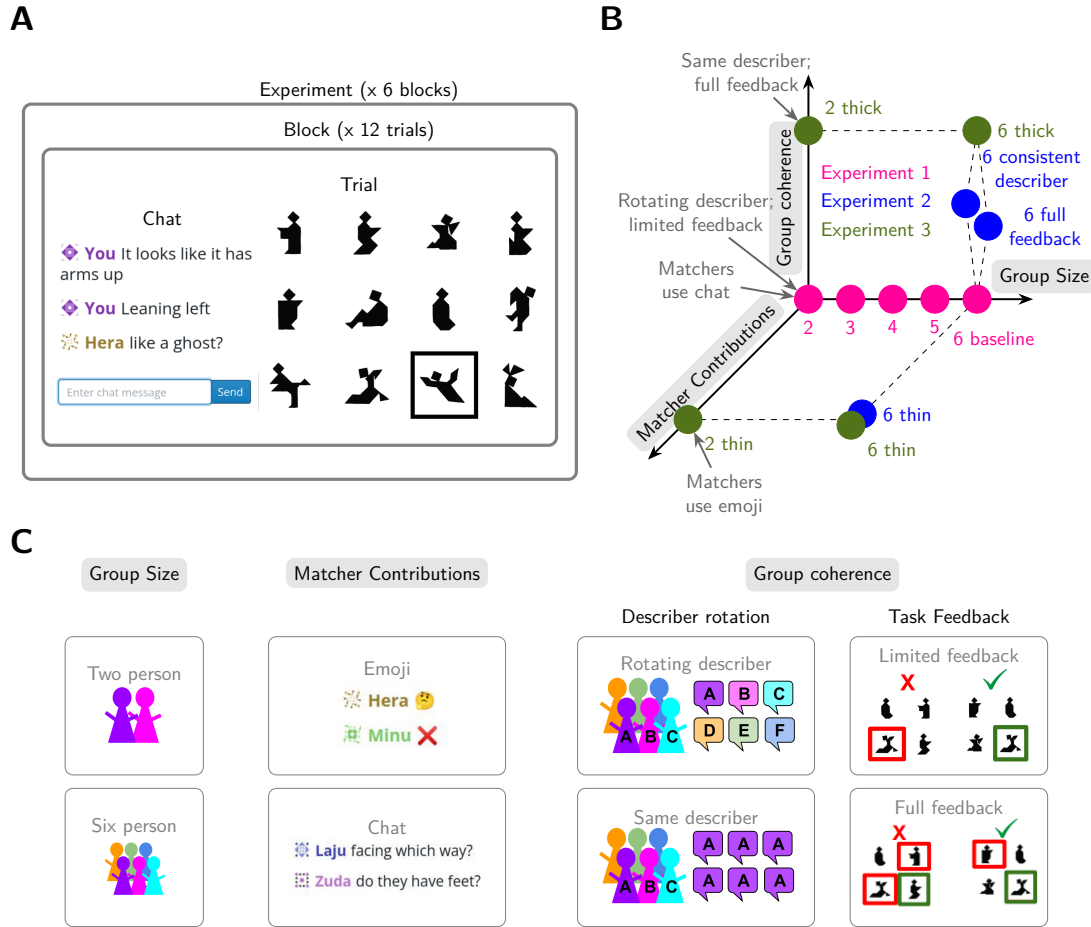 A
Experiment (x 6 blocks)
Block (x 12 trials)
Trial
Chat
You It looks like it has
arms up
You Leaning left
Hera like a ghost?
Enter chat message
Send
B
Same describer;
full feedback
2 thick
6 thick
Group coherence
Experiment 1
Experiment 2
Experiment 3
6 consistent
describer
6 full
feedback
Rotating describer;
limited feedback
Matchers
use chat
Group Size
2
3
4
5
6 baseline
Matcher Contributions
2 thin
6 thin
6 thin
Matchers
use emoji
C
Group Size
Matcher Contributions
Group coherence
Describer rotation
Task Feedback
Two person
Emoji
Hera
Minu
Rotating describer
A B C
A B C
D E F
Limited feedback
X
Six person
A B C
Chat
Laju facing which way?
Zuda do they have feet?
Same describer
A B C
A A A
A A A
Full feedback
X